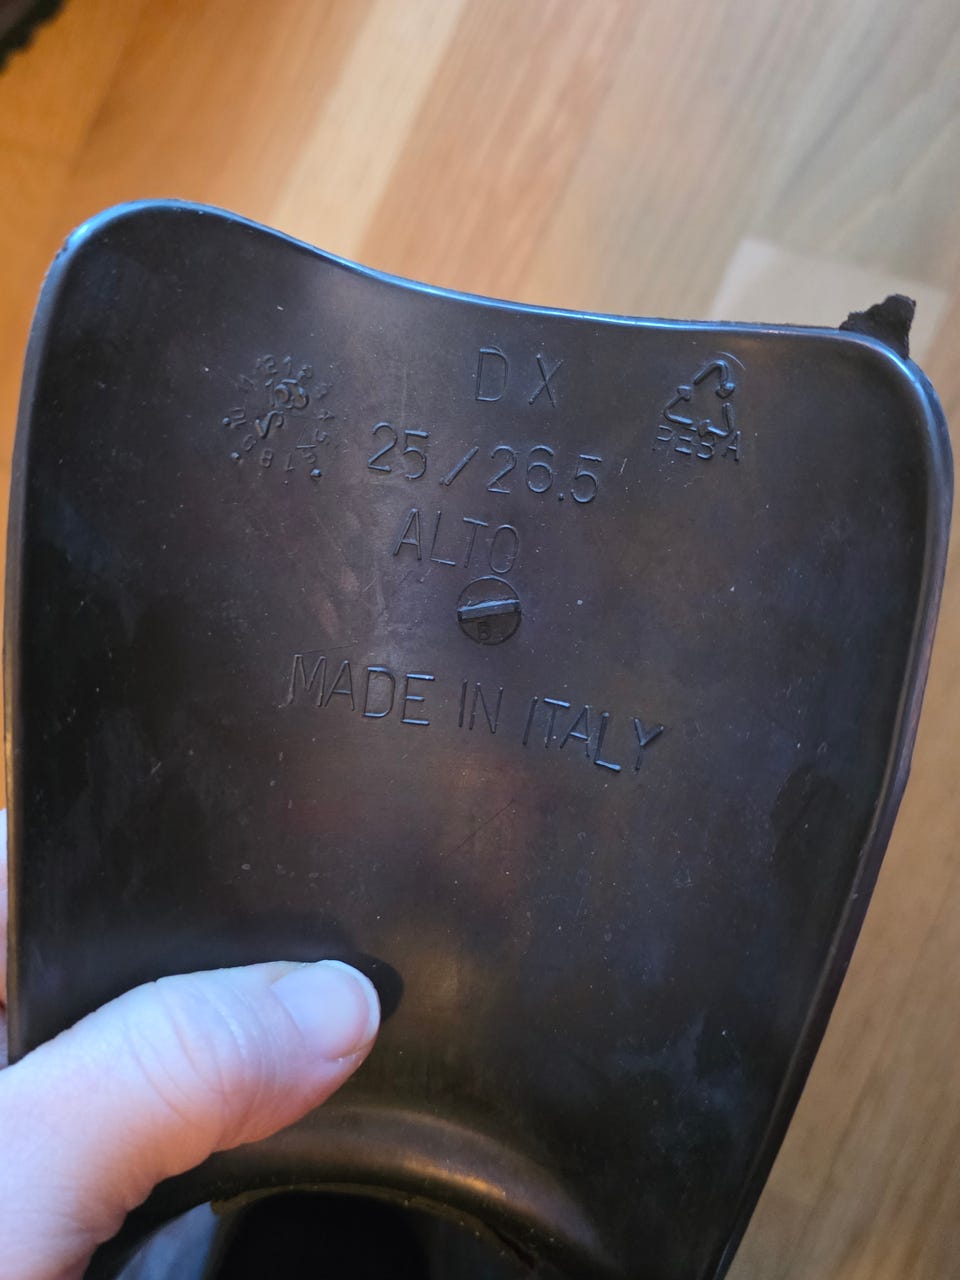 DX
25/26.5
PEBA
ALTO
B
MADE IN ITALY